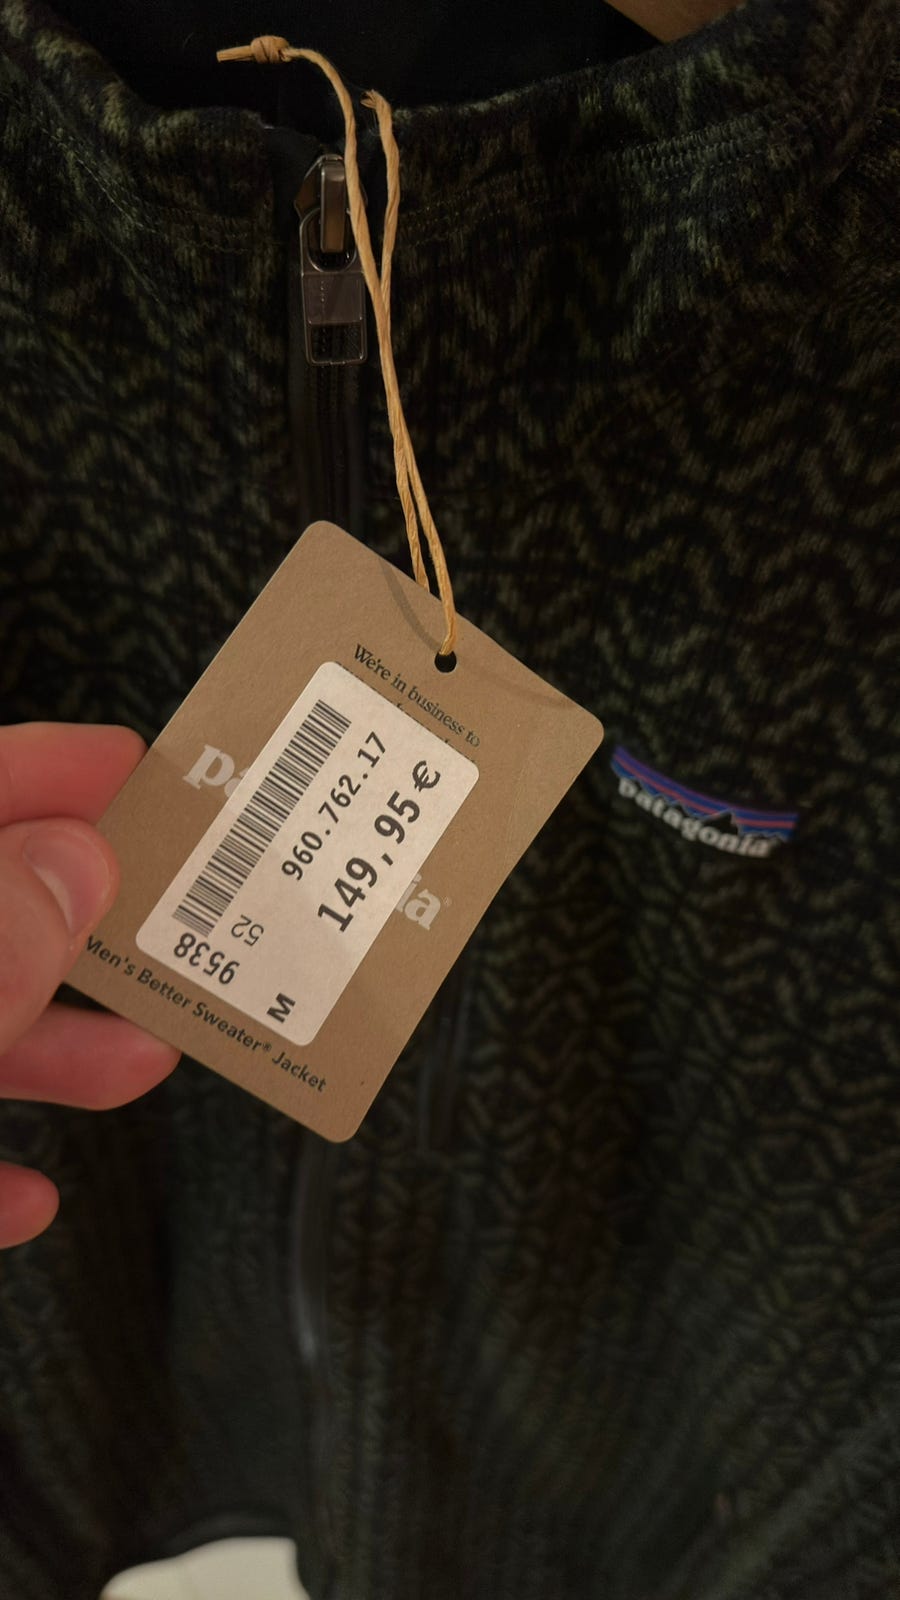 We're in business to
960.762.17
149,95 €
52
9538
M
Men's Better Sweater® Jacket
patagonia